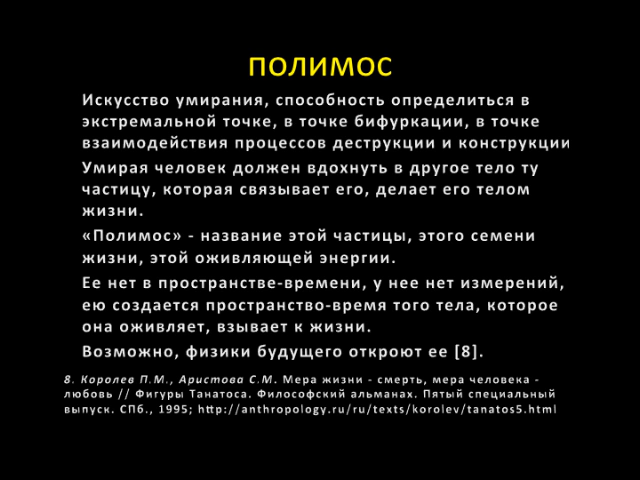 ПОЛИМОС
Искусство умирания, способность определиться в
экстремальной точке, в точке бифуркации, в точке
взаимодействия процессов деструкции и конструкции
Умирая человек должен вдохнуть в другое тело ту
частицу, которая связывает его, делает его телом
жизни.
«Полимос» - название этой частицы, этого семени
жизни, этой оживляющей энергии.
Ее нет в пространстве-времени, у нее нет измерений,
ею создается пространство-время того тела, которое
она оживляет, взывает к жизни.
Возможно, физики будущего откроют ее [8].
8. Королев П.М., Аристова С.М. Мера жизни - смерть, мера человека -
любовь // Фигуры Танатоса. Философский альманах. Пятый специальный
выпуск. СПб., 1995; http://anthropology.ru/ru/texts/korolev/tanatos5.html